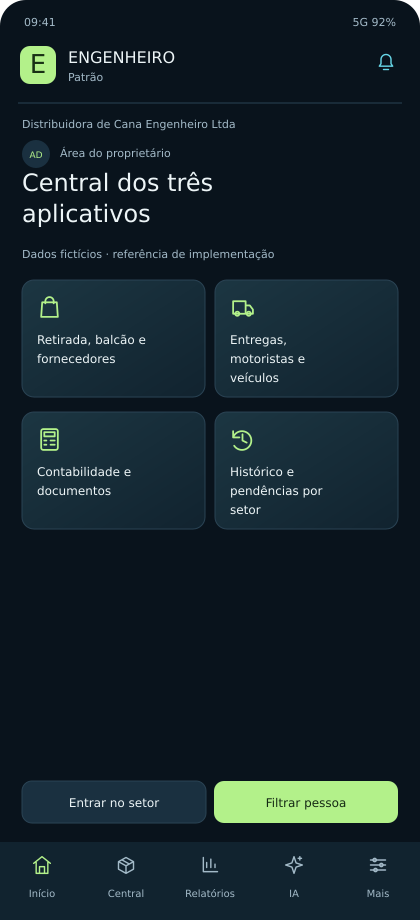 09:41 5G 92%
E ENGENHEIRO
Patrão
Distribuidora de Cana Engenheiro Ltda
AD Área do proprietário
Central dos três
aplicativos
Dados fictícios · referência de implementação
Retirada, balcão e
fornecedores
Entregas,
motoristas e
veículos
Contabilidade e
documentos
Histórico e
pendências por
setor
Entrar no setor Filtrar pessoa
Início Central Relatórios IA Mais